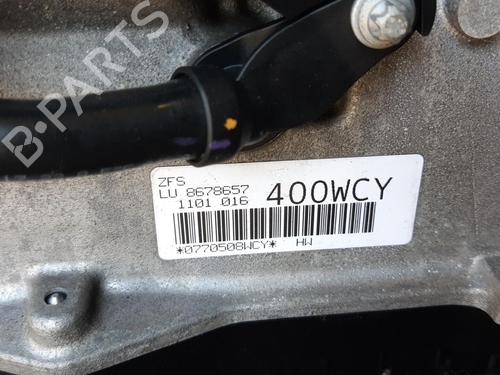 B-PARTS
ZFS
LU 8678657
1101 016
400WCY
*0770508WCY* HW